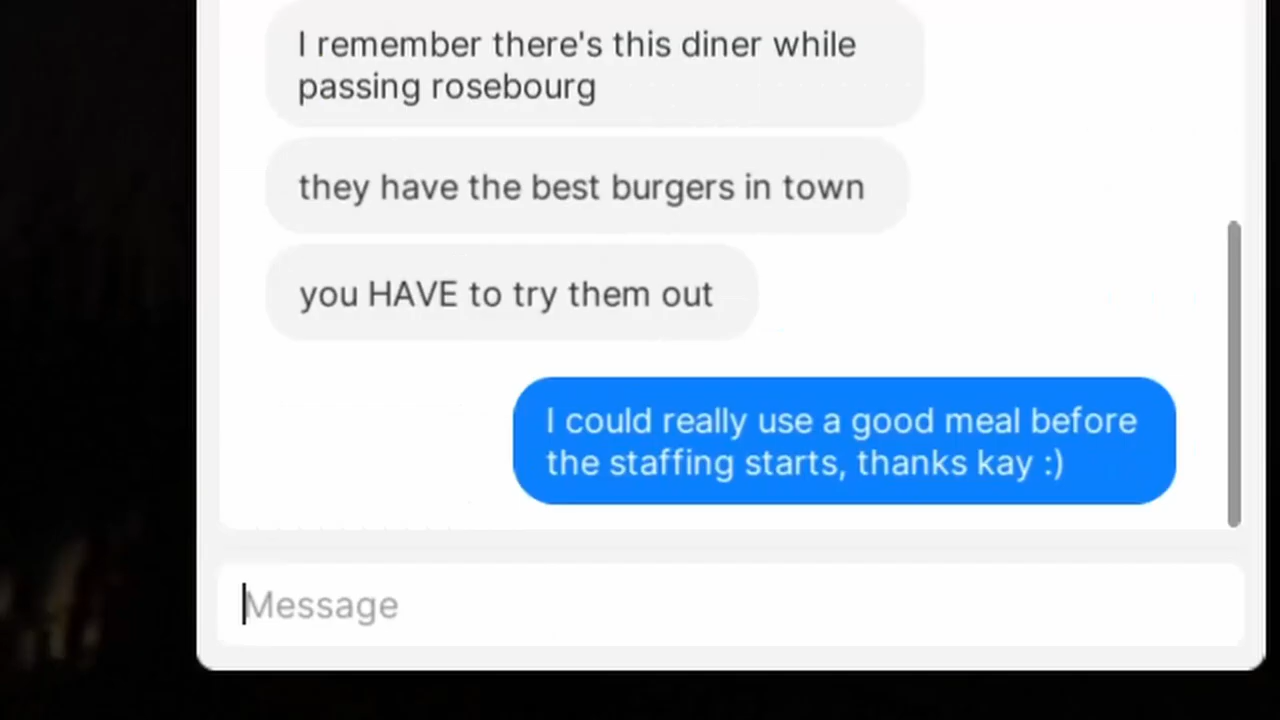 I remember there's this diner while
passing rosebourg
they have the best burgers in town
you HAVE to try them out
I could really use a good meal before
the staffing starts, thanks kay :)
Message